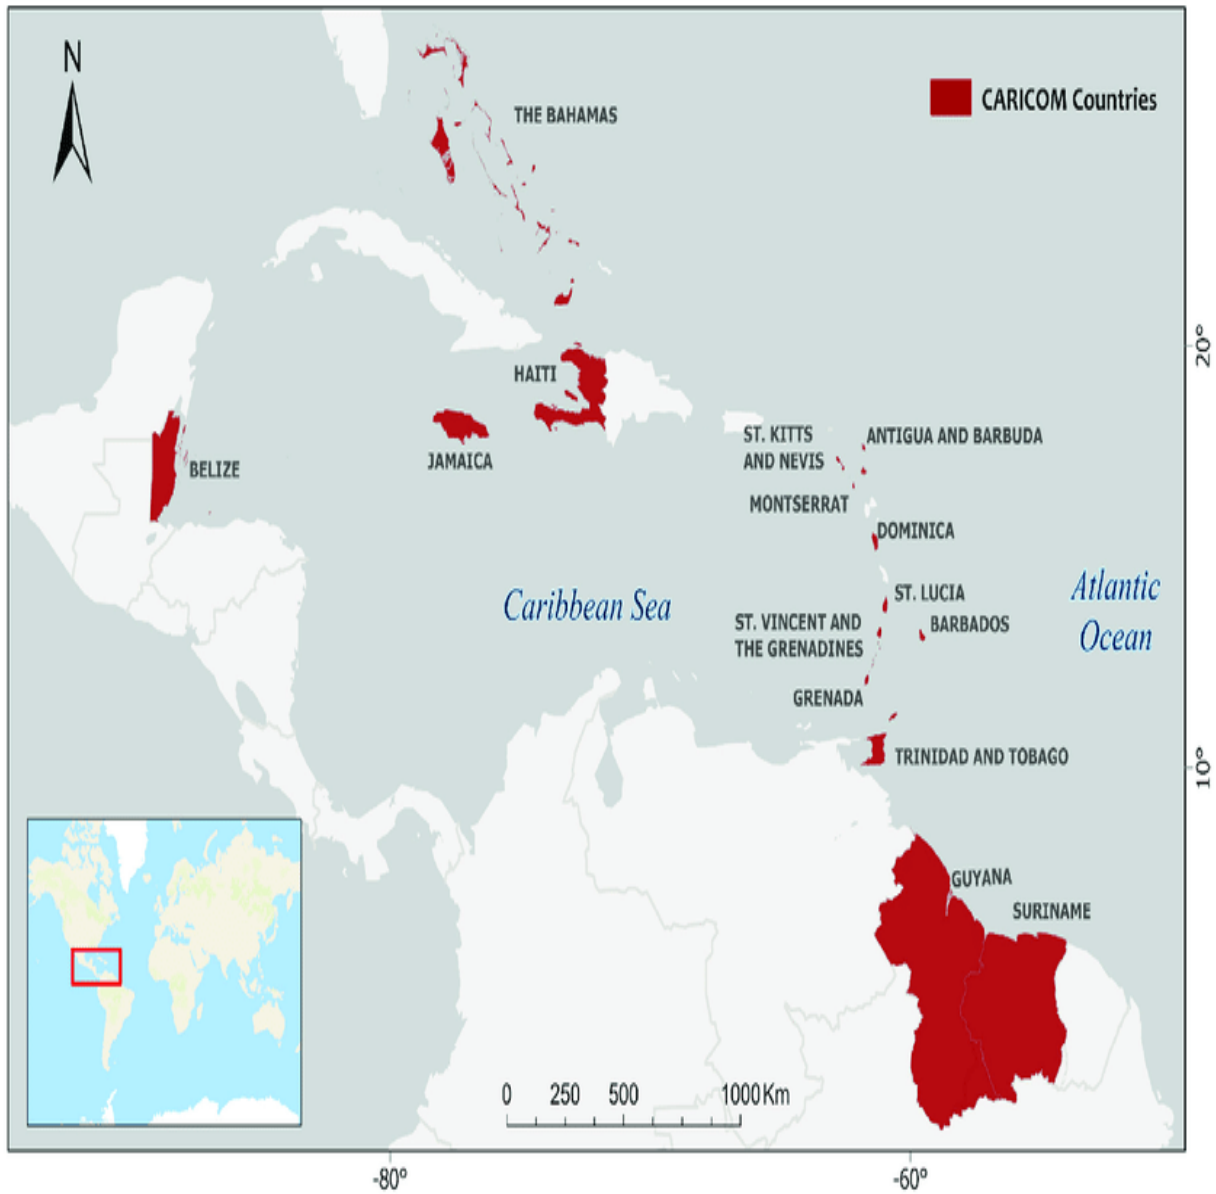 N
THE BAHAMAS
CARICOM Countries
HAITI
JAMAICA
BELIZE
ST. KITTS
AND NEVIS
ANTIGUA AND BARBUDA
MONTSERRAT
DOMINICA
ST. LUCIA
BARBADOS
ST. VINCENT AND
THE GRENADINES
GRENADA
TRINIDAD AND TOBAGO
Caribbean Sea
Atlantic
Ocean
GUYANA
SURINAME
0 250 500 1000Km
20°
10°
-80°
-60°